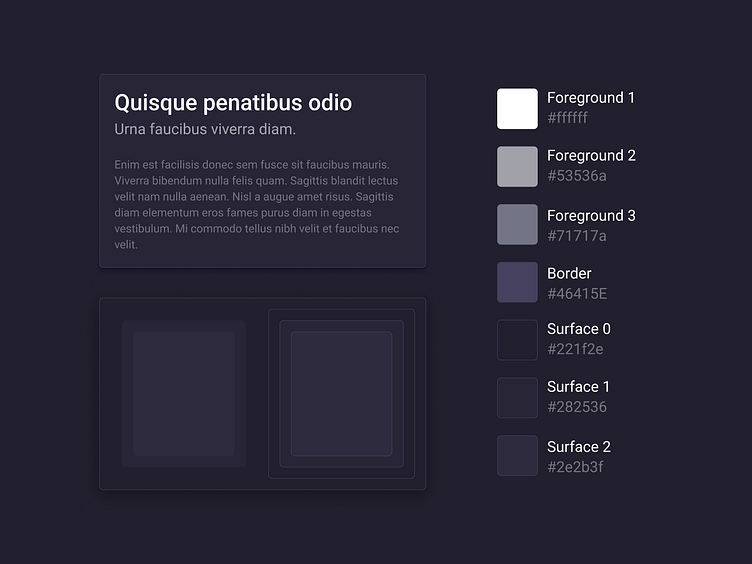 Quisque penatibus odio
Urna faucibus viverra diam.
Enim est facilisis donec sem fusce sit faucibus mauris.
Viverra bibendum nulla felis quam. Sagittis blandit lectus
velit nam nulla aenean. Nisl a augue amet risus. Sagittis
diam elementum eros fames purus diam in egestas
vestibulum. Mi commodo tellus nibh velit et faucibus nec
velit.
Foreground 1
#ffffff
Foreground 2
#53536a
Foreground 3
#71717a
Border
#46415E
Surface 0
#221f2e
Surface 1
#282536
Surface 2
#2e2b3f